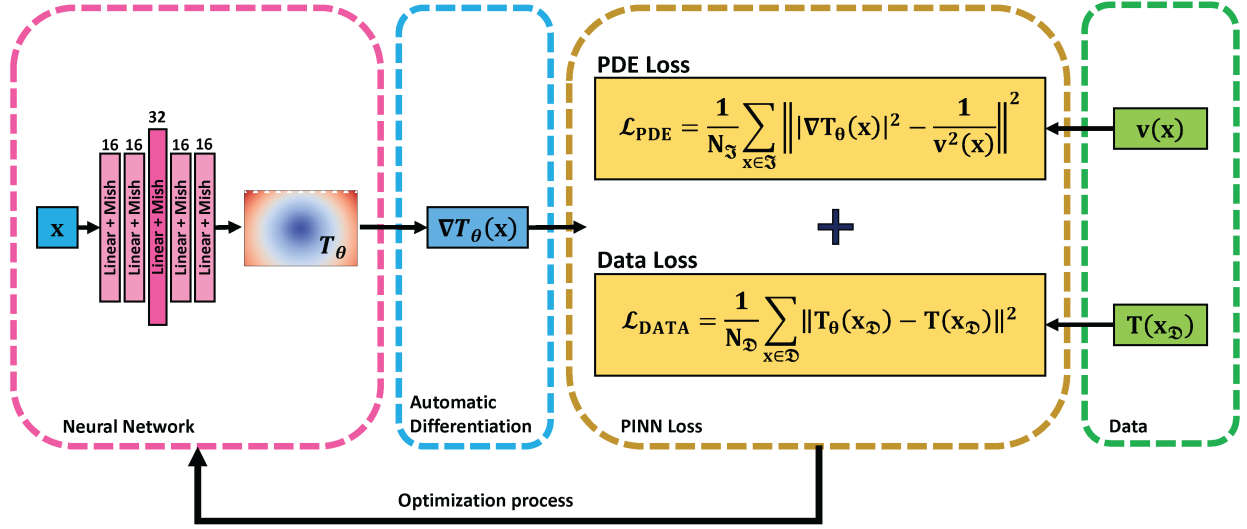 32
16 16 16 16
x
Linear + Mish
Linear + Mish
Linear + Mish
Linear + Mish
Linear + Mish
T_θ
Neural Network
∇T_θ(x)
Automatic
Differentiation
PDE Loss
ℒ_PDE = 1/N_ℑ ∑_{x∈ℑ} ‖|∇T_θ(x)|² − 1/v²(x)‖²
+
Data Loss
ℒ_DATA = 1/N_𝔇 ∑_{x∈𝔇} ‖T_θ(x_𝔇) − T(x_𝔇)‖²
PINN Loss
v(x)
T(x_𝔇)
Data
Optimization process